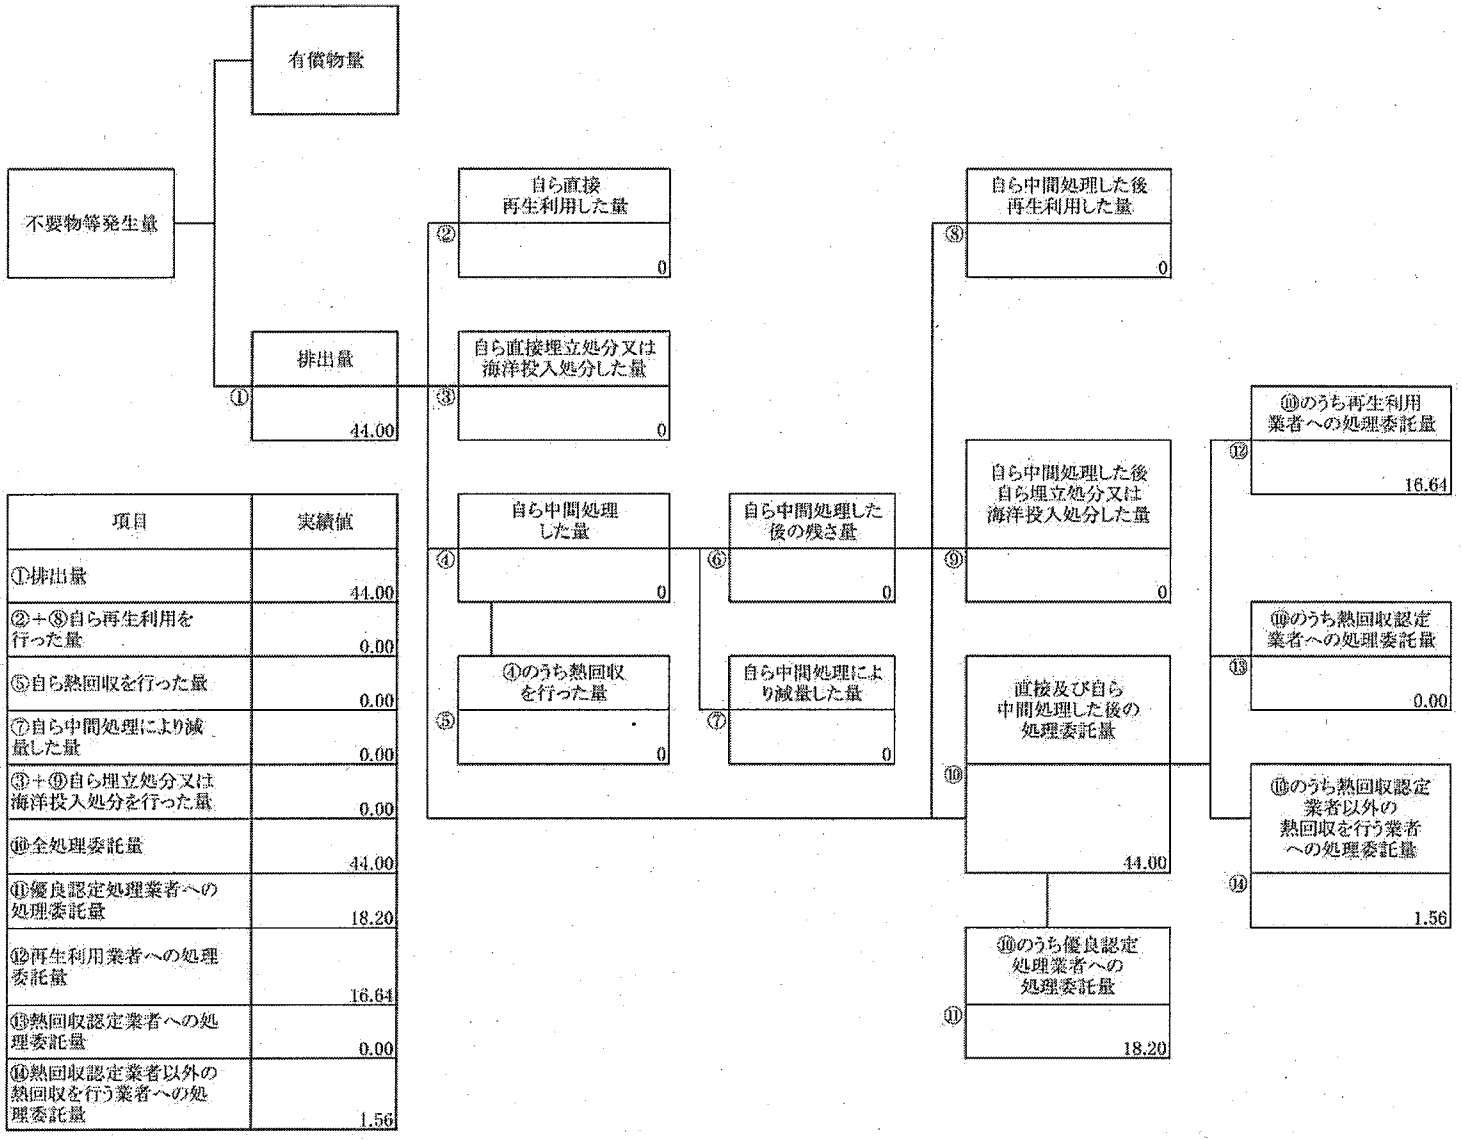 有償物量
不要物等発生量
排出量
①
44.00
自ら直接
再生利用した量
②
0
自ら直接埋立処分又は
海洋投入処分した量
③
0
自ら中間処理
した量
④
0
④のうち熱回収
を行った量
⑤
0
自ら中間処理した
後の残さ量
⑥
0
自ら中間処理によ
り減量した量
⑦
0
自ら中間処理した後
再生利用した量
⑧
0
自ら中間処理した後
自ら埋立処分又は
海洋投入処分した量
⑨
0
直接及び自ら
中間処理した後の
処理委託量
⑩
44.00
⑩のうち優良認定
処理業者への
処理委託量
⑪
18.20
⑩のうち再生利用
業者への処理委託量
⑫
16.64
⑩のうち熱回収認定
業者への処理委託量
⑬
0.00
⑩のうち熱回収認定
業者以外の
熱回収を行う業者
への処理委託量
⑭
1.56
項目 実績値
①排出量
44.00
②+⑧自ら再生利用を
行った量
0.00
⑤自ら熱回収を行った量
0.00
⑦自ら中間処理により減
量した量
0.00
③+⑨自ら埋立処分又は
海洋投入処分を行った量
0.00
⑩全処理委託量
44.00
⑪優良認定処理業者への
処理委託量
18.20
⑫再生利用業者への処理
委託量
16.64
⑬熱回収認定業者への処
理委託量
0.00
⑭熱回収認定業者以外の
熱回収を行う業者への処
理委託量
1.56